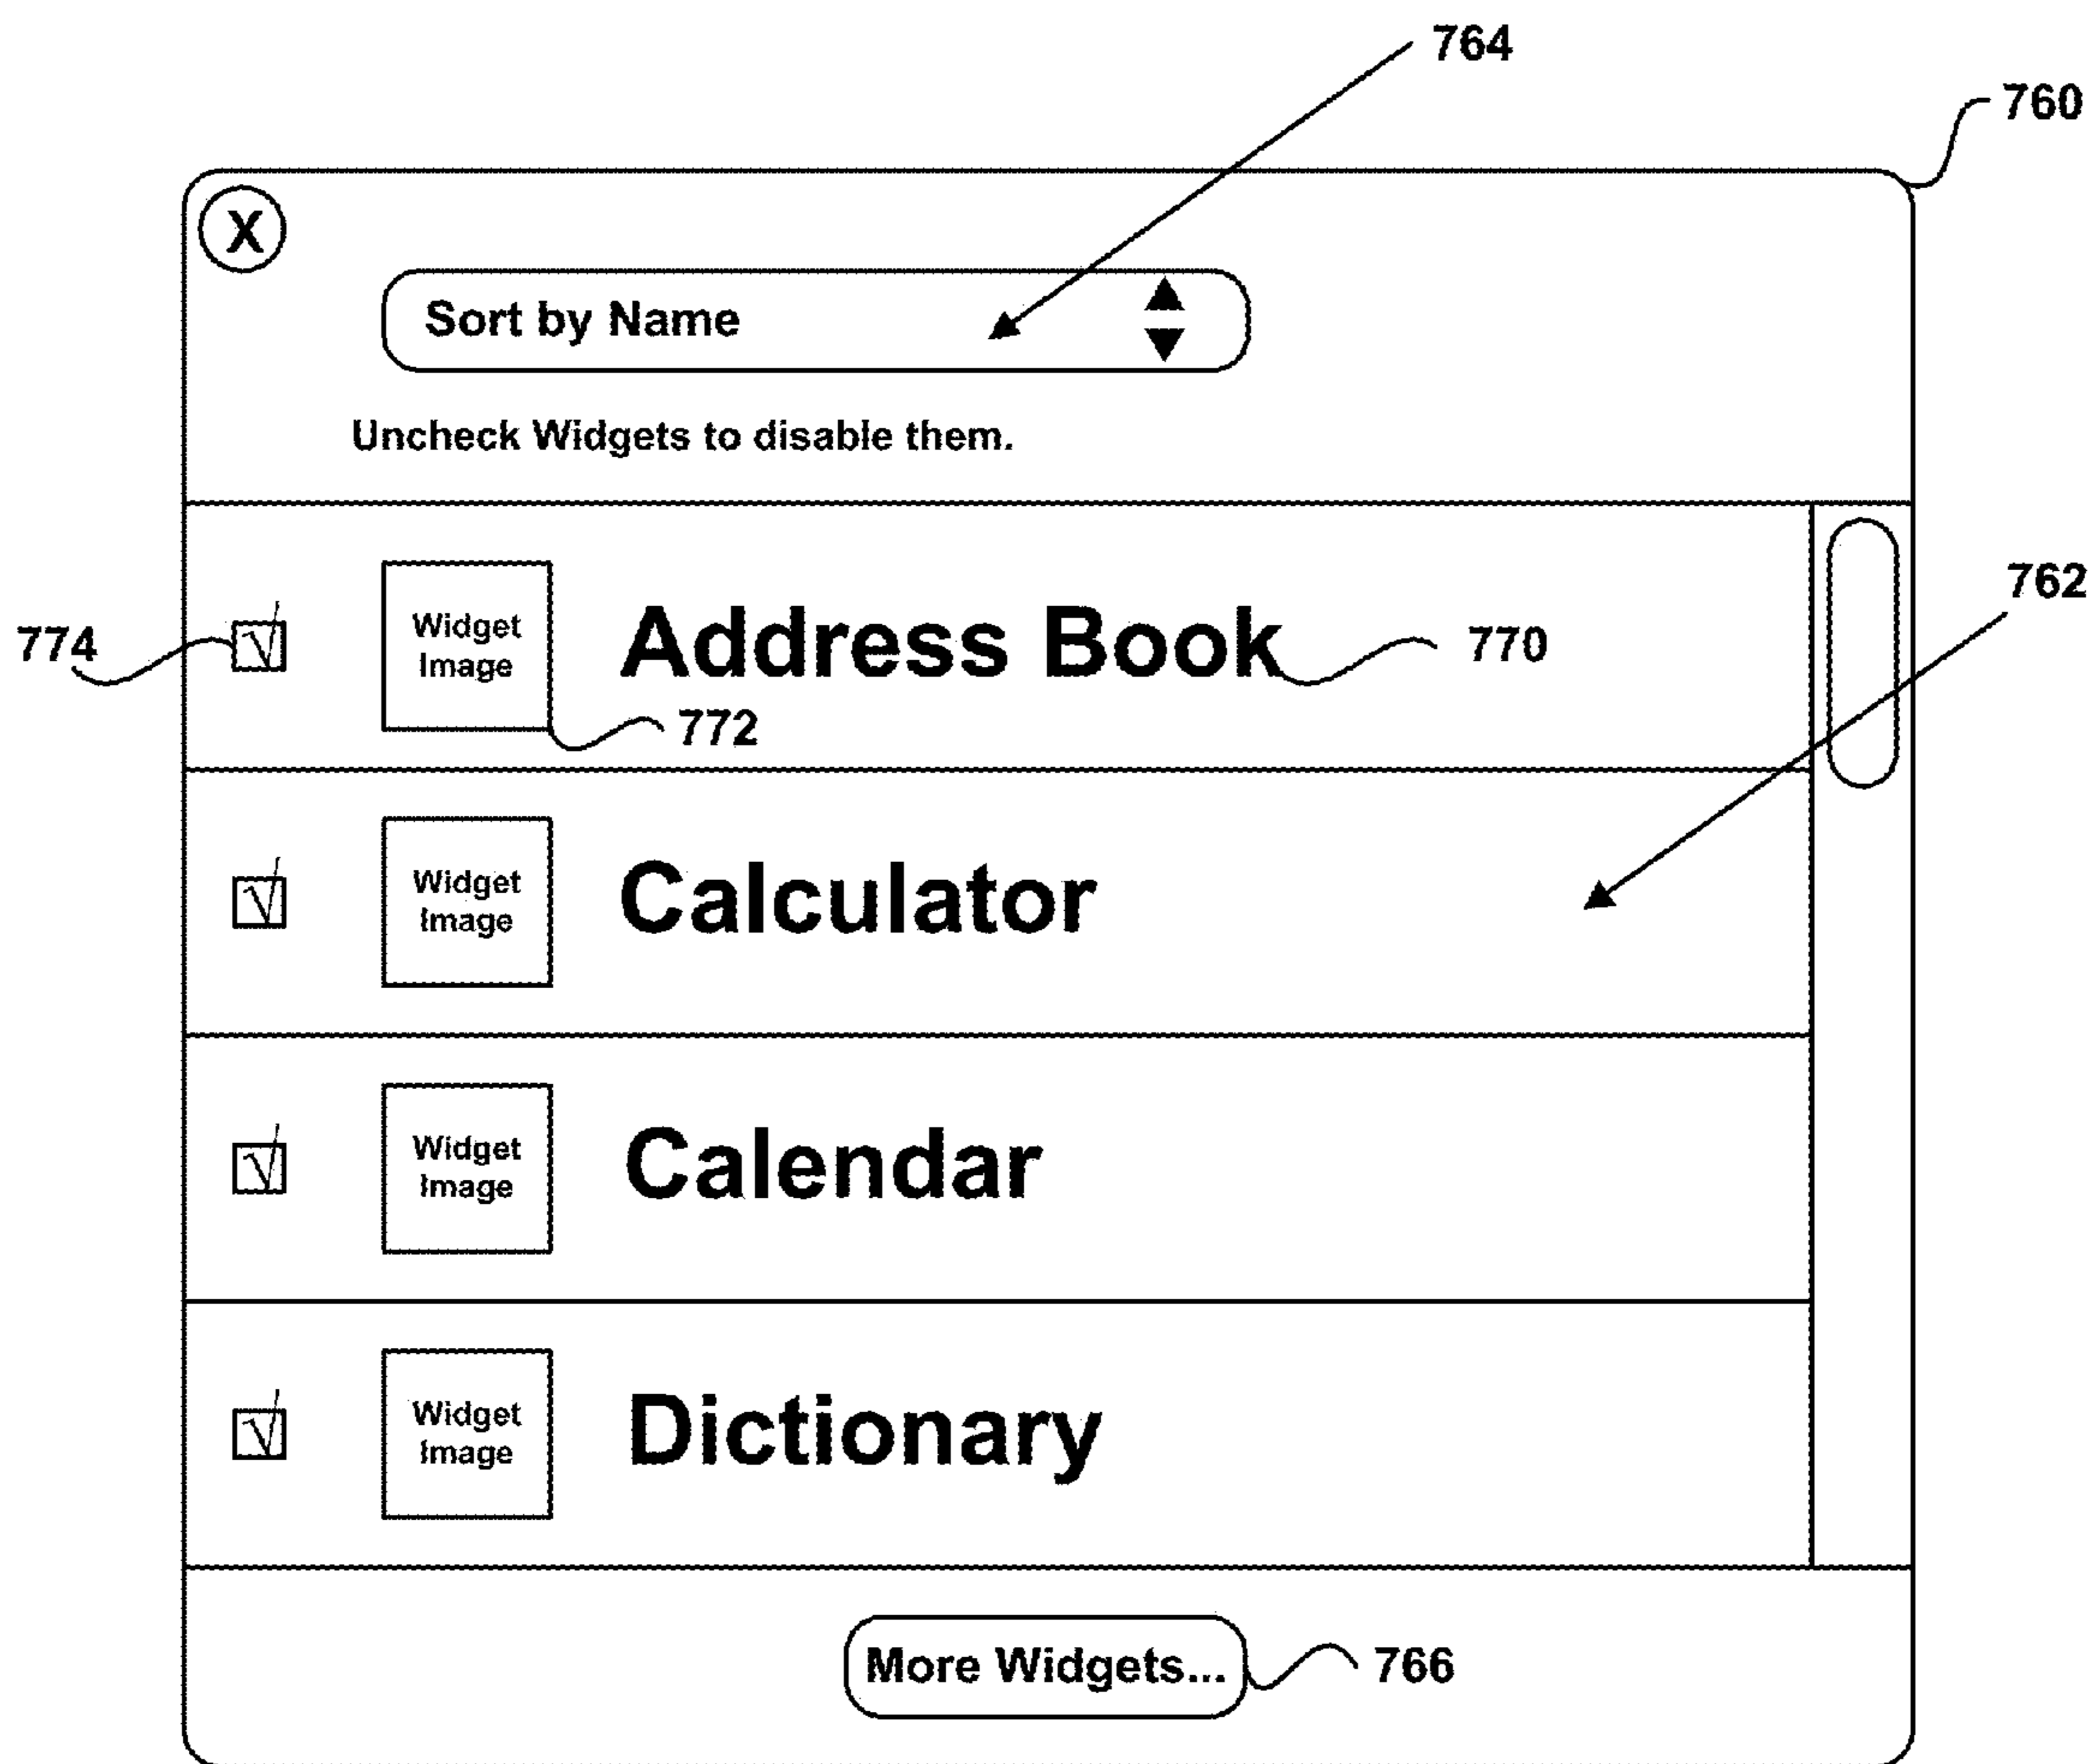 764
760
X
Sort by Name
Uncheck Widgets to disable them.
762
774
Widget
Image
Address Book
770
772
Widget
Image
Calculator
Widget
Image
Calendar
Widget
Image
Dictionary
More Widgets...
766